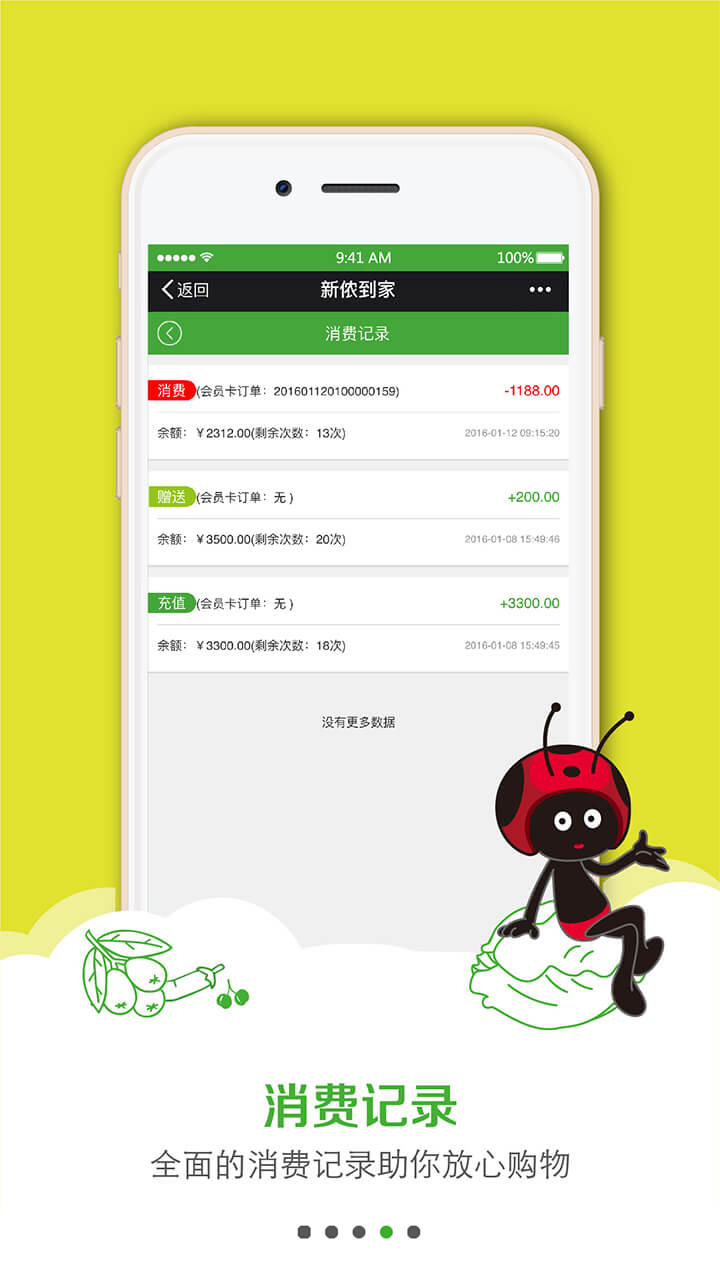 9:41 AM 100%
返回 新侬到家
消费记录
消费 (会员卡订单：201601120100000159) -1188.00
余额：￥2312.00(剩余次数：13次) 2016-01-12 09:15:20
赠送 (会员卡订单：无 ) +200.00
余额：￥3500.00(剩余次数：20次) 2016-01-08 15:49:46
充值 (会员卡订单：无 ) +3300.00
余额：￥3300.00(剩余次数：18次) 2016-01-08 15:49:45
没有更多数据
消费记录
全面的消费记录助你放心购物